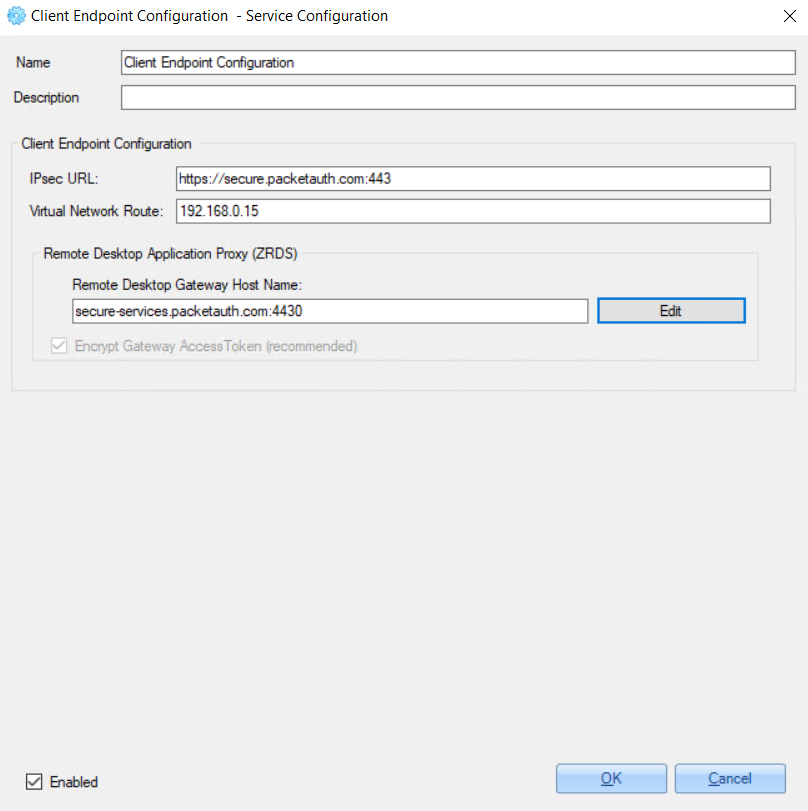 Client Endpoint Configuration - Service Configuration
Name
Client Endpoint Configuration
Description
Client Endpoint Configuration
IPsec URL:
https://secure.packetauth.com:443
Virtual Network Route:
192.168.0.15
Remote Desktop Application Proxy (ZRDS)
Remote Desktop Gateway Host Name:
secure-services.packetauth.com:4430
Edit
Encrypt Gateway AccessToken (recommended)
Enabled
OK
Cancel